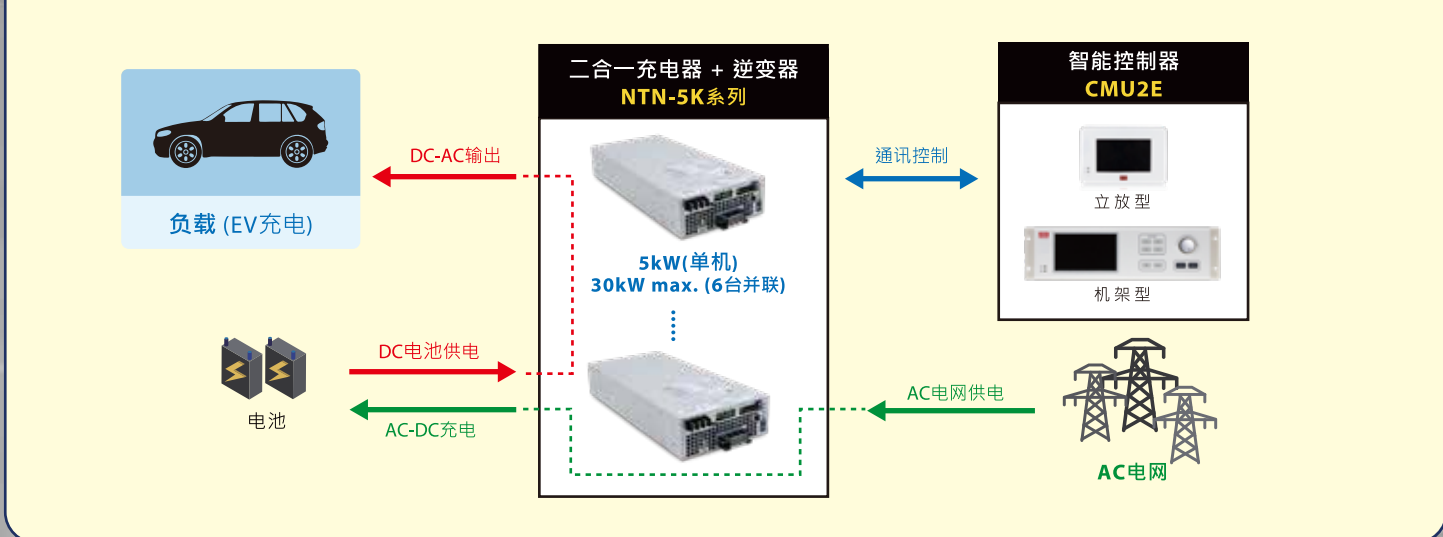 二合一充电器 + 逆变器
NTN-5K系列
智能控制器
CMU2E
DC-AC输出
通讯控制
立放型
负载 (EV充电)
5kW(单机)
30kW max. (6台并联)
机架型
DC电池供电
AC电网供电
电池
AC-DC充电
AC电网